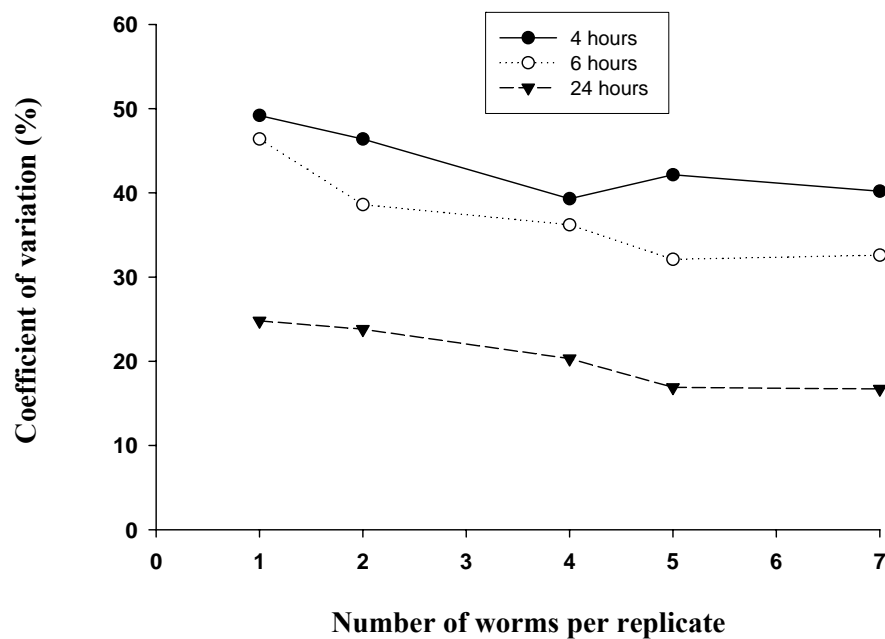 60
50
40
30
20
10
0
Coefficient of variation (%)
4 hours
6 hours
24 hours
0 1 2 3 4 5 6 7
Number of worms per replicate